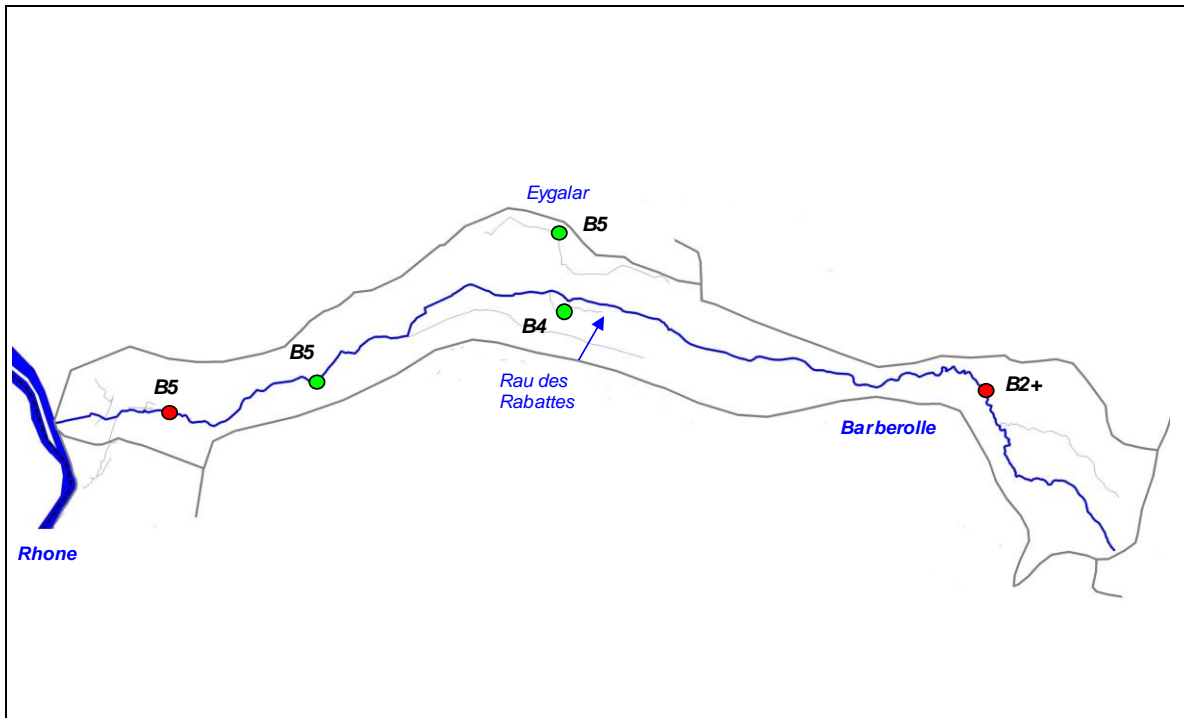 Eygalar
B5
B4
B5
Rau des
Rabattes
B5
B2+
Barberolle
Rhone